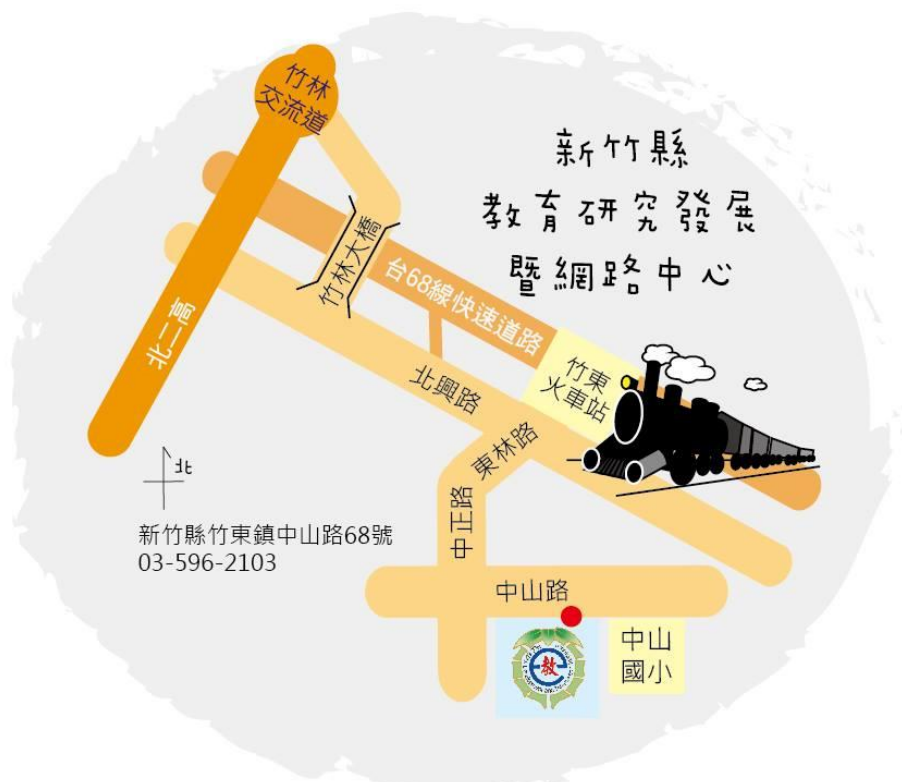 竹林
交流道
新竹縣
教育研究發展
暨網路中心
竹林大橋
台68線快速道路
北二高
竹東
火車站
北興路
東林路
北
中正路
新竹縣竹東鎮中山路68號
03-596-2103
中山路
教
中山
國小